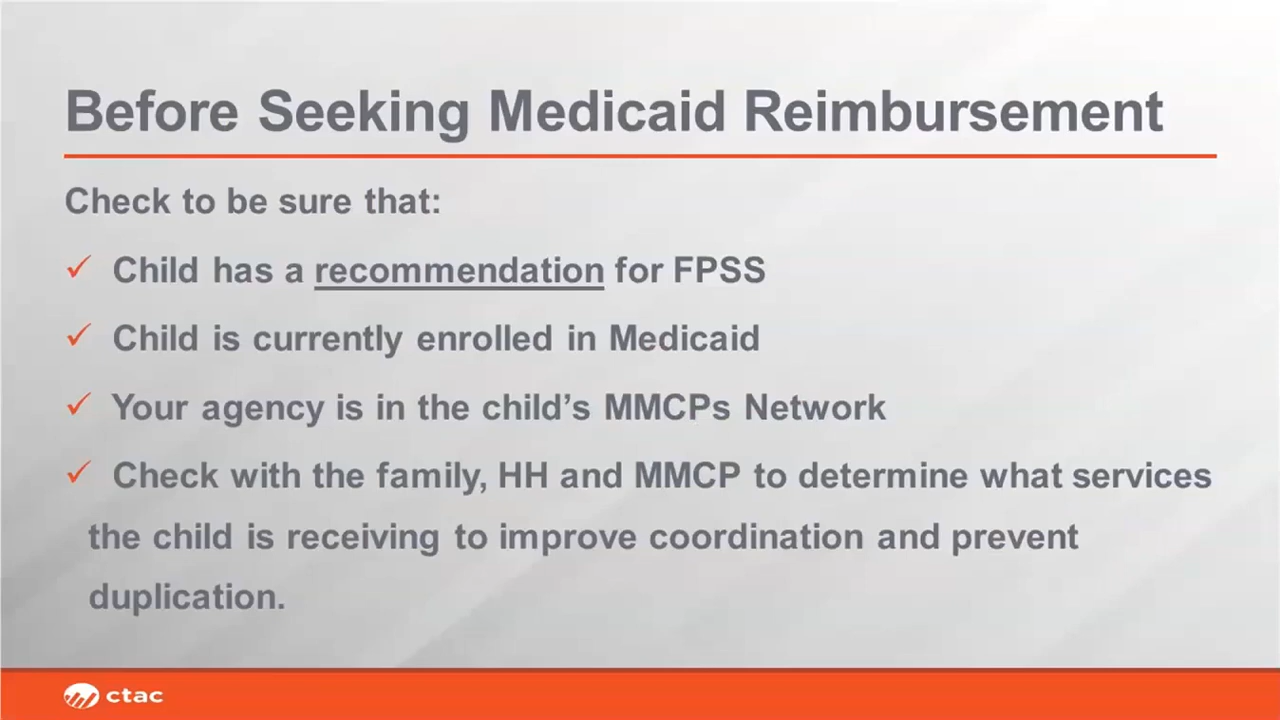 Before Seeking Medicaid Reimbursement
Check to be sure that:
✓ Child has a recommendation for FPSS
✓ Child is currently enrolled in Medicaid
✓ Your agency is in the child’s MMCPs Network
✓ Check with the family, HH and MMCP to determine what services
the child is receiving to improve coordination and prevent
duplication.
ctac